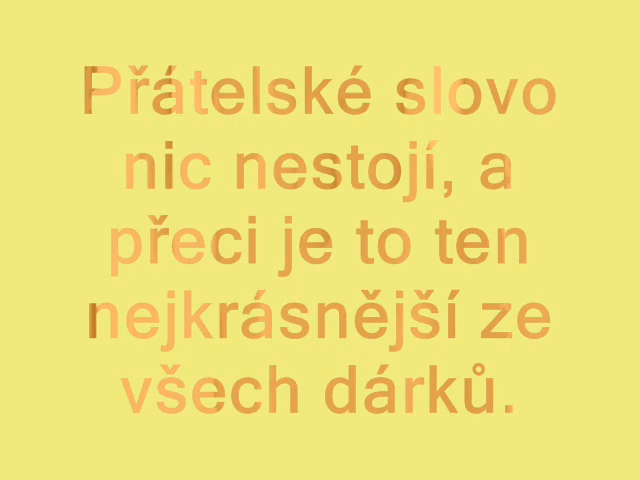 Přátelské slovo
nic nestojí, a
přeci je to ten
nejkrásnější ze
všech dárků.